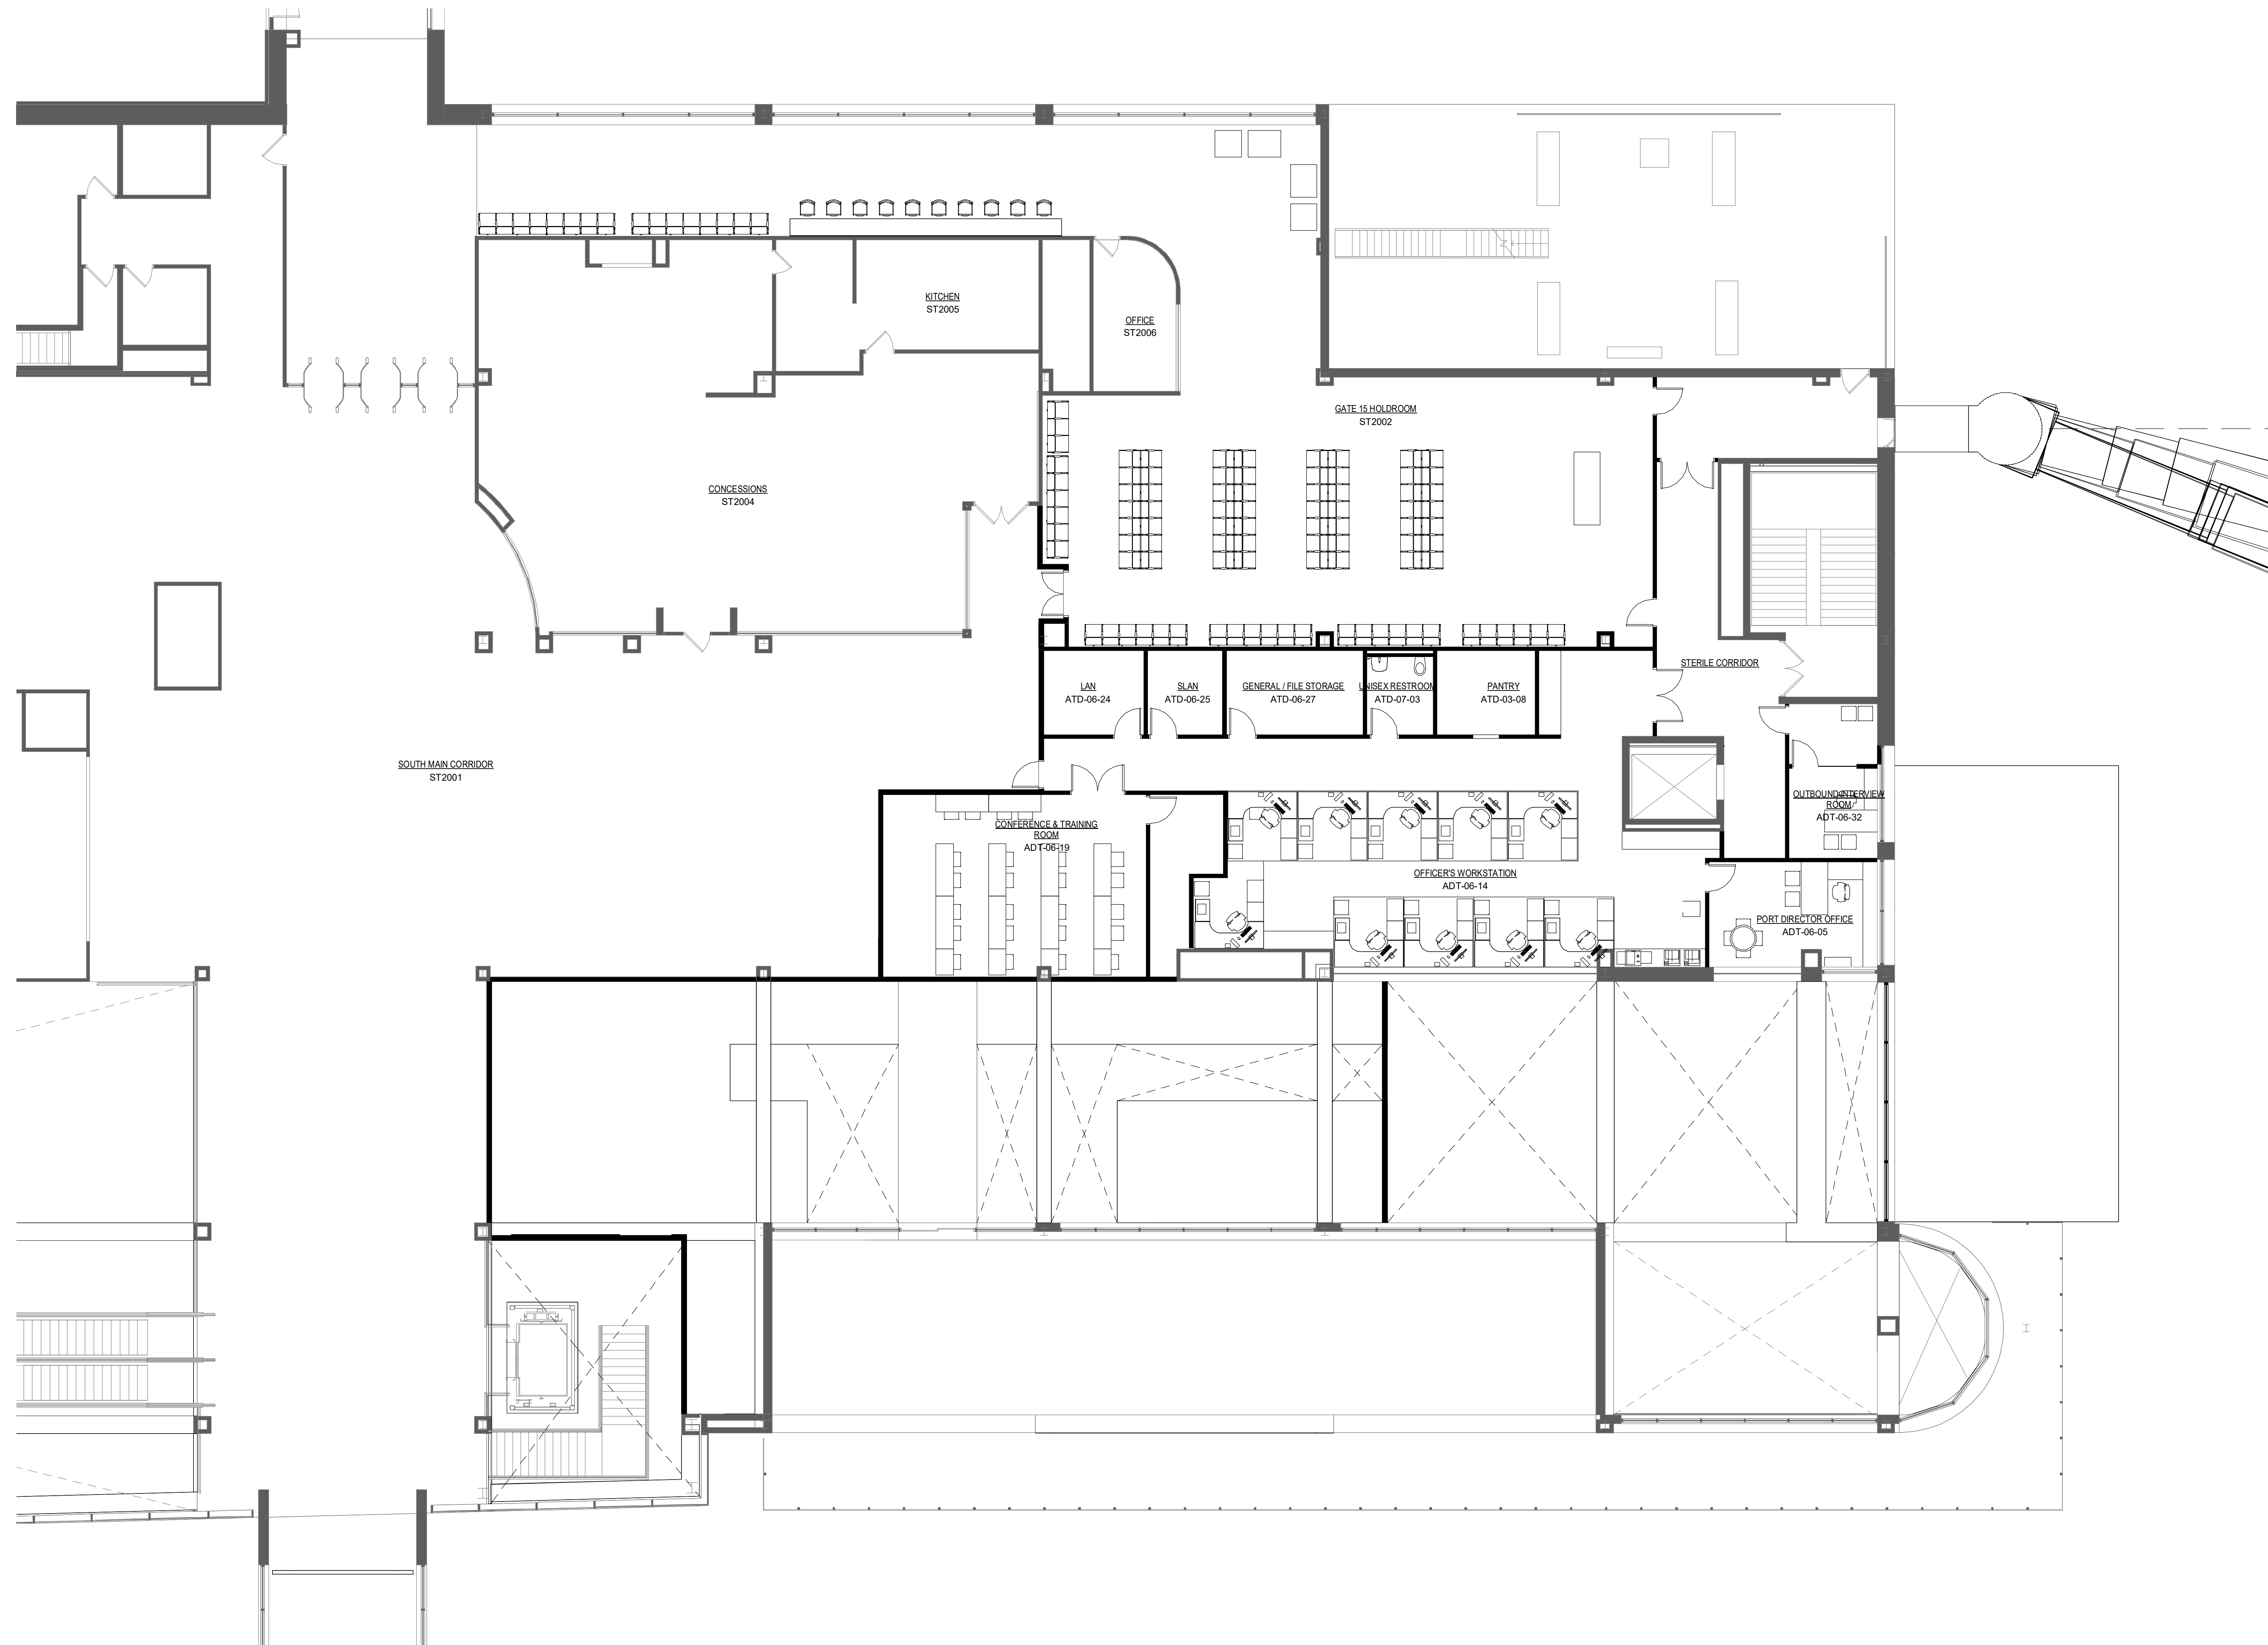 KITCHEN
ST2005
OFFICE
ST2006
GATE 15 HOLDROOM
ST2002
CONCESSIONS
ST2004
STERILE CORRIDOR
LAN
ATD-06-24
SLAN
ATD-06-25
GENERAL / FILE STORAGE
ATD-06-27
UNISEX RESTROOM
ATD-07-03
PANTRY
ATD-03-08
SOUTH MAIN CORRIDOR
ST2001
OUTBOUND INTERVIEW
ROOM
ADT-06-32
CONFERENCE & TRAINING
ROOM
ADT-06-19
OFFICER'S WORKSTATION
ADT-06-14
PORT DIRECTOR OFFICE
ADT-06-05